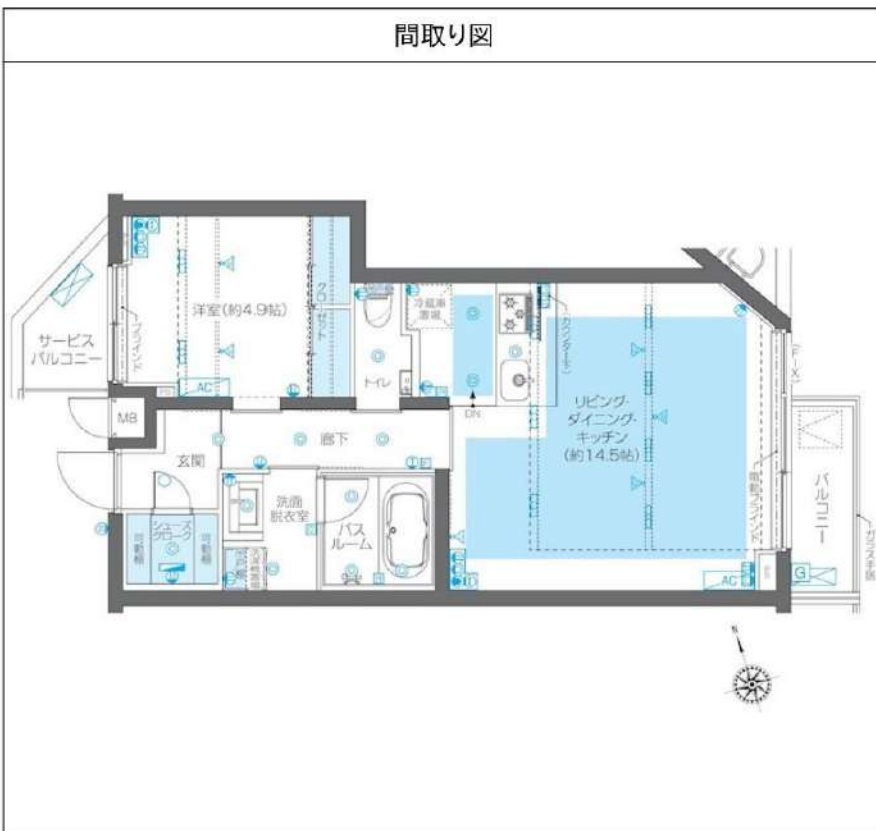 間取り図
サービス
バルコニー
ブラインド
洋室(約4.9帖)
クローゼット
AC
PS
MB
玄関
可動棚
シューズ
クローク
可動棚
廊下
洗面
脱衣室
バス
ルーム
トイレ
冷蔵庫
置場
DN
(カウンター下)
リビング・
ダイニング・
キッチン
(約14.5帖)
電動ブラインド
(FIX)
バルコニー
ガラス手摺
AC
G
N